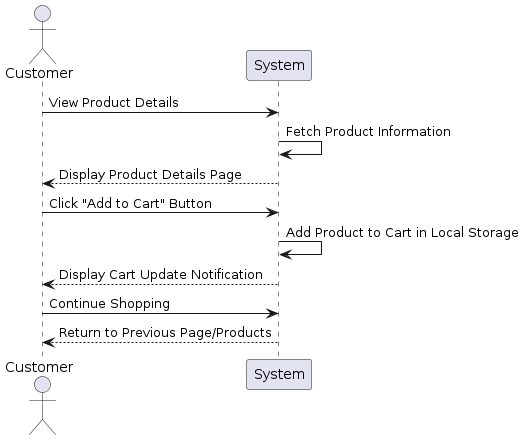 Customer
System
View Product Details
Fetch Product Information
Display Product Details Page
Click "Add to Cart" Button
Add Product to Cart in Local Storage
Display Cart Update Notification
Continue Shopping
Return to Previous Page/Products
Customer
System